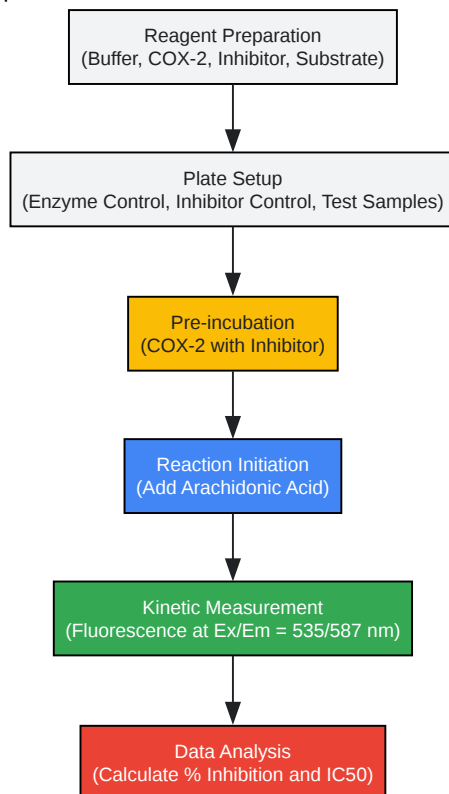 Reagent Preparation
(Buffer, COX-2, Inhibitor, Substrate)
Plate Setup
(Enzyme Control, Inhibitor Control, Test Samples)
Pre-incubation
(COX-2 with Inhibitor)
Reaction Initiation
(Add Arachidonic Acid)
Kinetic Measurement
(Fluorescence at Ex/Em = 535/587 nm)
Data Analysis
(Calculate % Inhibition and IC50)